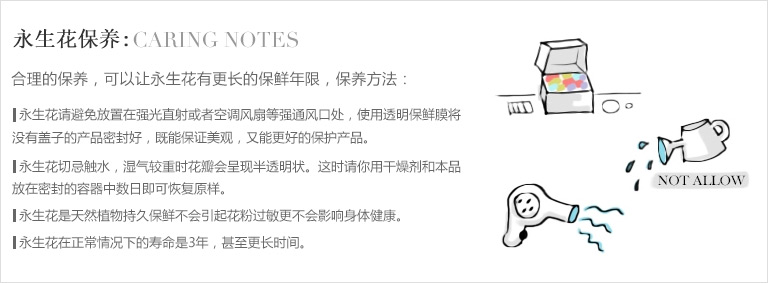 永生花保养:CARING NOTES
合理的保养，可以让永生花有更长的保鲜年限，保养方法：
永生花请避免放置在强光直射或者空调风扇等强通风口处，使用透明保鲜膜将
没有盖子的产品密封好，既能保证美观，又能更好的保护产品。
永生花切忌触水，湿气较重时花瓣会呈现半透明状。这时请你用干燥剂和本品
放在密封的容器中数日即可恢复原样。
永生花是天然植物持久保鲜不会引起花粉过敏更不会影响身体健康。
永生花在正常情况下的寿命是3年，甚至更长时间。
NOT ALLOW